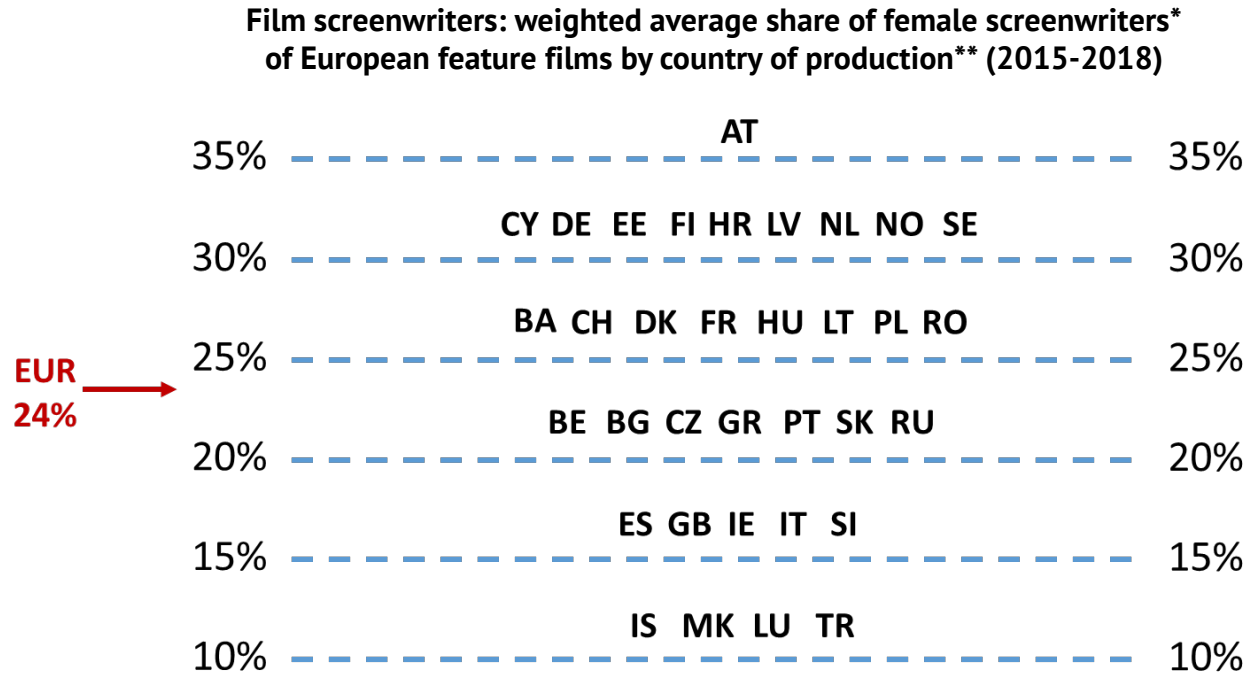 Film screenwriters: weighted average share of female screenwriters*
of European feature films by country of production** (2015-2018)
AT
35% 35%
CY DE EE FI HR LV NL NO SE
30% 30%
BA CH DK FR HU LT PL RO
25% 25%
EUR
24%
BE BG CZ GR PT SK RU
20% 20%
ES GB IE IT SI
15% 15%
IS MK LU TR
10% 10%